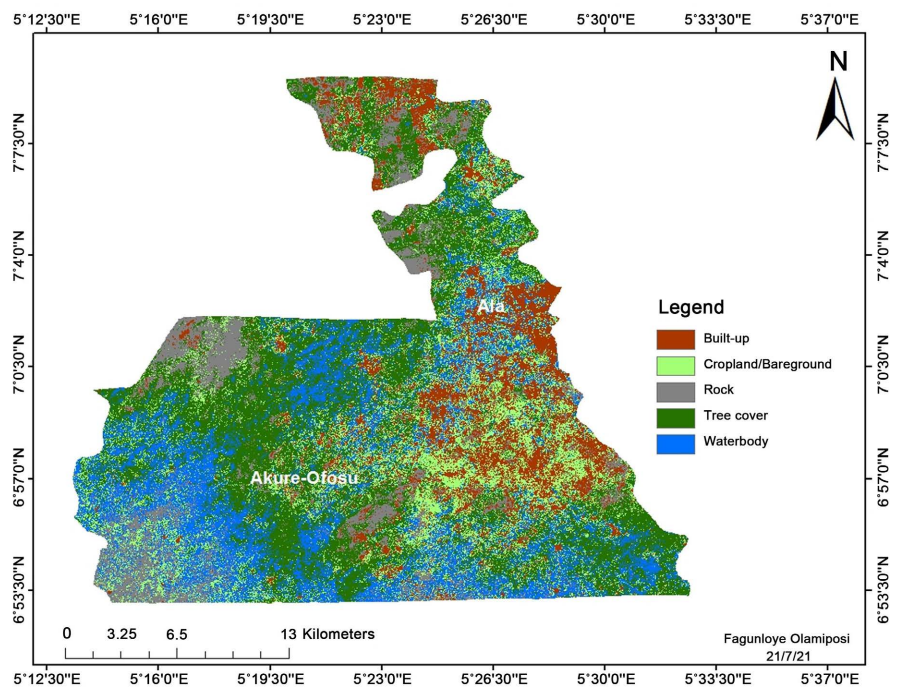 5°12'30"E 5°16'0"E 5°19'30"E 5°23'0"E 5°26'30"E 5°30'0"E 5°33'30"E 5°37'0"E
N
7°7'30"N 7°7'30"N
7°4'0"N 7°4'0"N
Ala
Legend
Built-up
Cropland/Bareground
Rock
Tree cover
Waterbody
7°0'30"N 7°0'30"N
Akure-Ofosu
6°57'0"N 6°57'0"N
6°53'30"N 6°53'30"N
0 3.25 6.5 13 Kilometers
Fagunloye Olamiposi
21/7/21
5°12'30"E 5°16'0"E 5°19'30"E 5°23'0"E 5°26'30"E 5°30'0"E 5°33'30"E 5°37'0"E